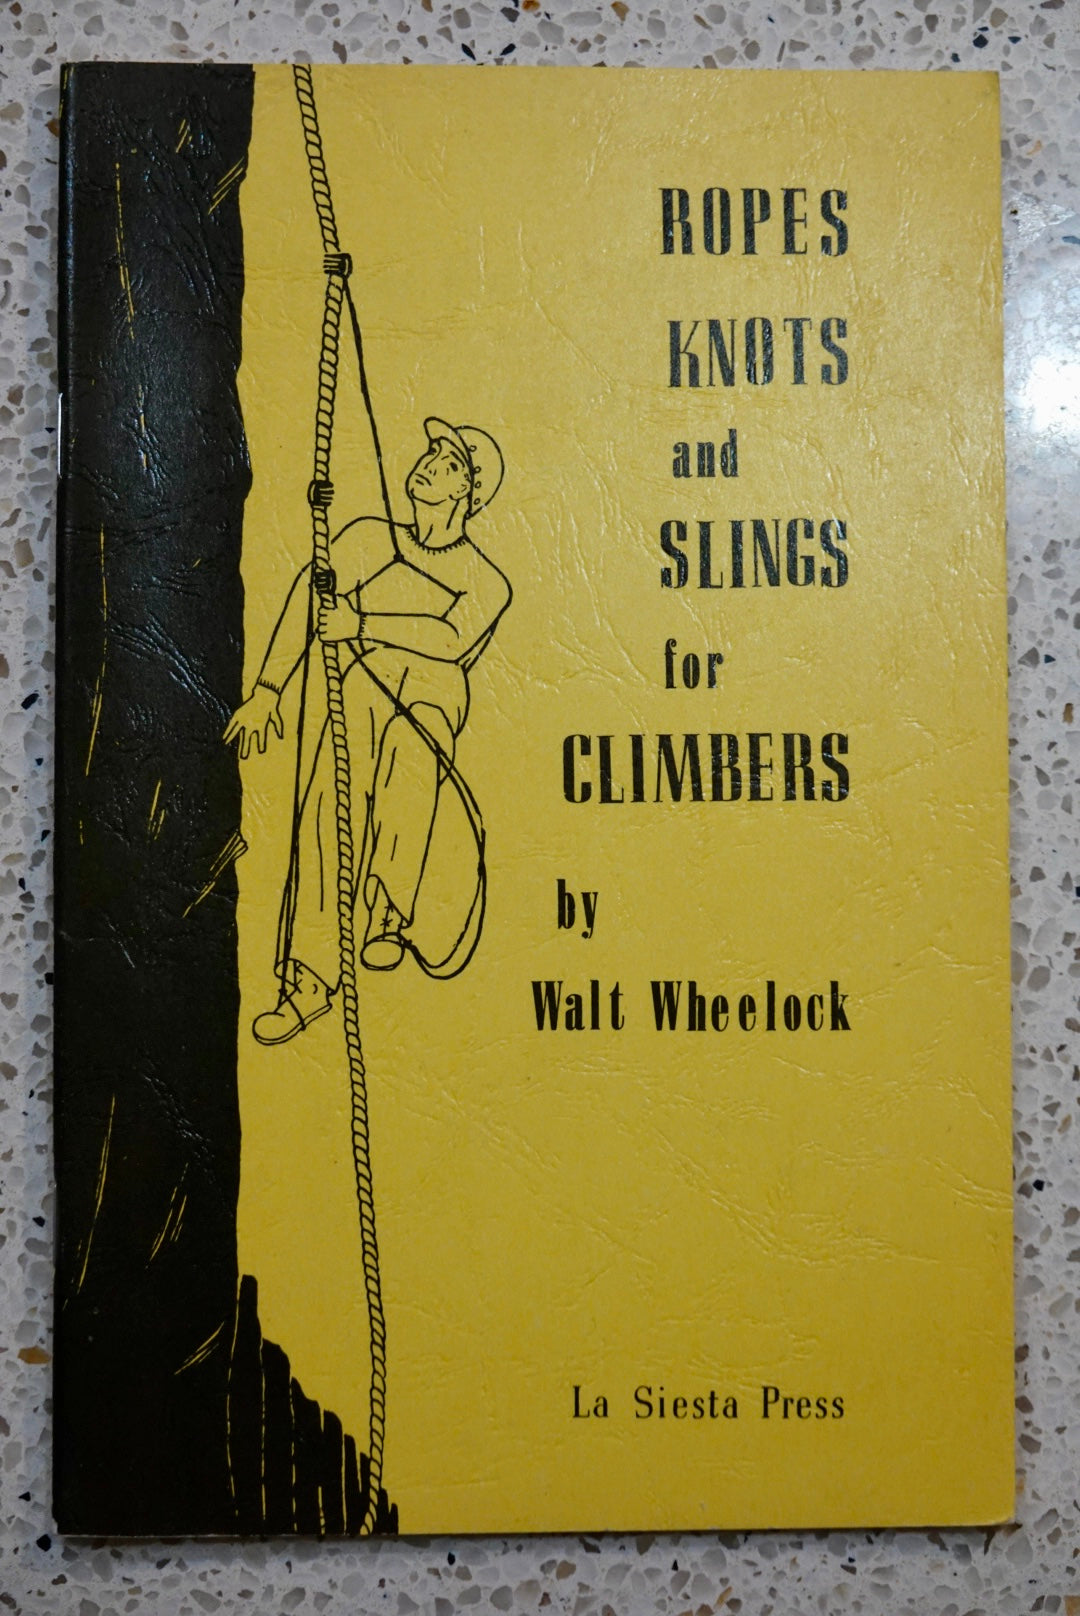 ROPES
KNOTS
and
SLINGS
for
CLIMBERS
by
Walt Wheelock
La Siesta Press